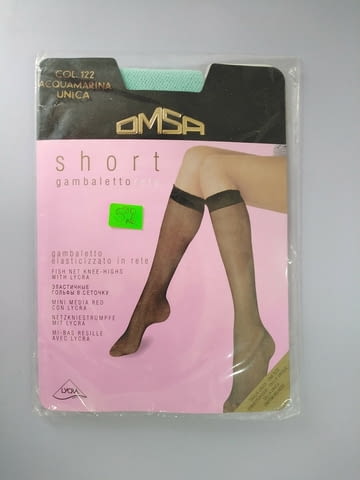 COL. 122
ACQUAMARINA
UNICA
OMSA
short
gambaletto rete
gambaletto
elasticizzato in rete
FISH NET KNEE-HIGHS
WITH LYCRA
ЭЛАСТИЧНЫЕ
ГОЛЬФЫ В СЕТОЧКУ
MINI MEDIA RED
CON LYCRA
NETZKNIESTRUMPFE
MIT LYCRA
MI-BAS RESILLE
AVEC LYCRA
LYCRA